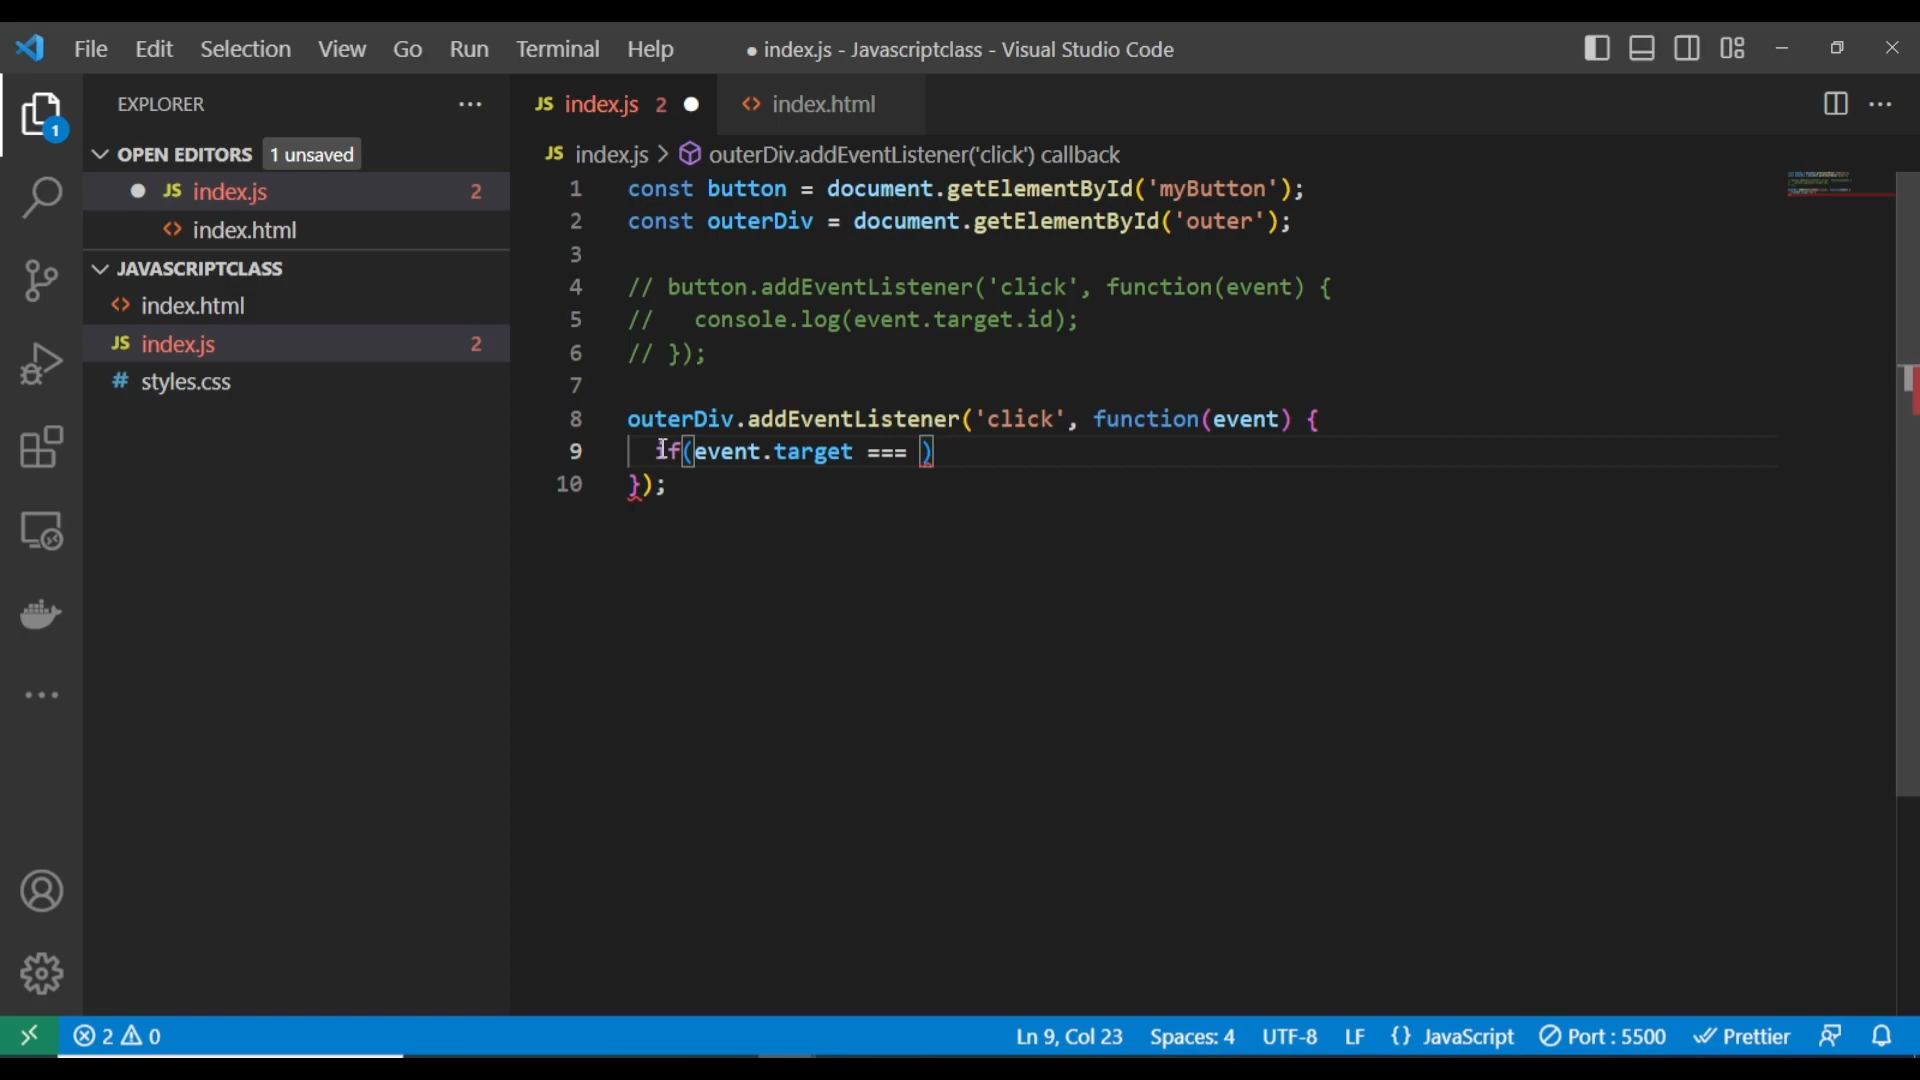 File Edit Selection View Go Run Terminal Help ● index.js - Javascriptclass - Visual Studio Code
EXPLORER
OPEN EDITORS 1 unsaved
JS index.js 2
<> index.html
JAVASCRIPTCLASS
<> index.html
JS index.js 2
# styles.css
1
JS index.js 2 ● <> index.html
JS index.js > outerDiv.addEventListener('click') callback
1 const button = document.getElementById('myButton');
2 const outerDiv = document.getElementById('outer');
3
4 // button.addEventListener('click', function(event) {
5 //   console.log(event.target.id);
6 // });
7
8 outerDiv.addEventListener('click', function(event) {
9   if(event.target === )
10 });
2 0 Ln 9, Col 23 Spaces: 4 UTF-8 LF {} JavaScript Port : 5500 Prettier